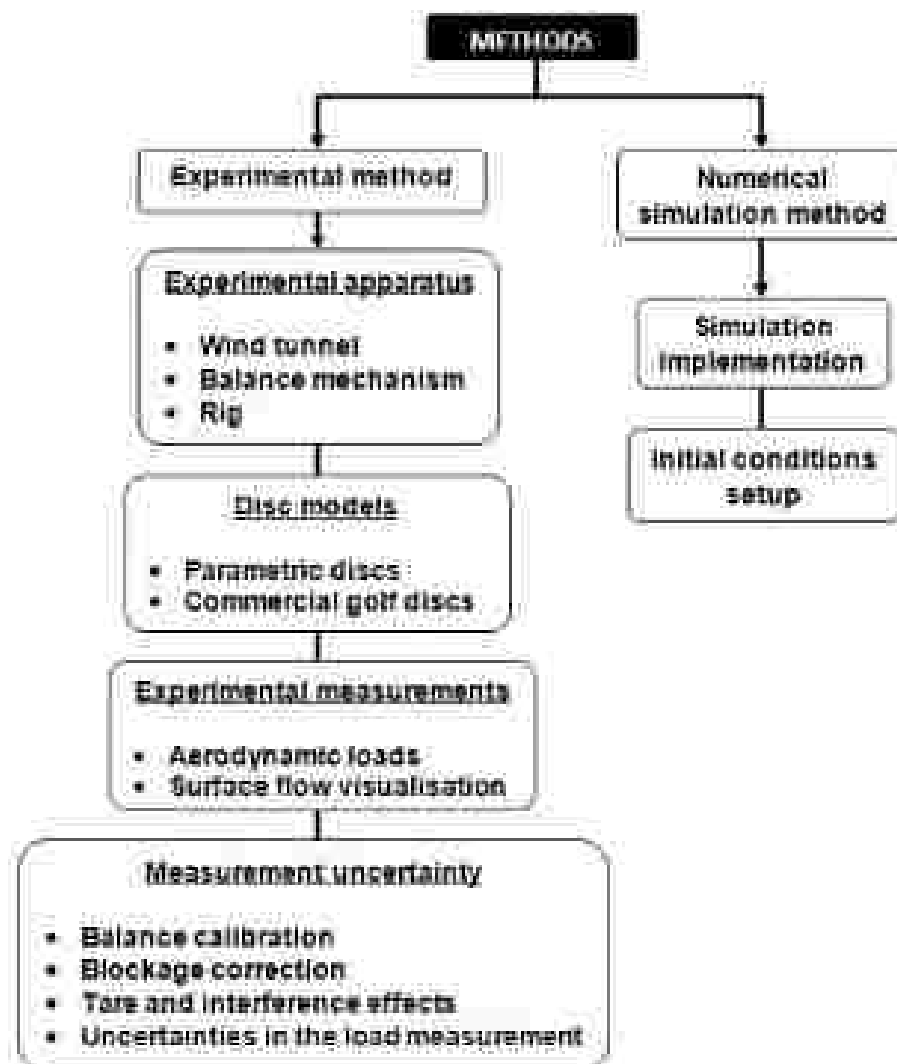 METHODS
Experimental method
Experimental apparatus
• Wind tunnel
• Balance mechanism
• Rig
Disc models
• Parametric discs
• Commercial golf discs
Experimental measurements
• Aerodynamic loads
• Surface flow visualisation
Measurement uncertainty
• Balance calibration
• Blockage correction
• Tare and interference effects
• Uncertainties in the load measurement
Numerical
simulation method
Simulation
implementation
Initial conditions
setup